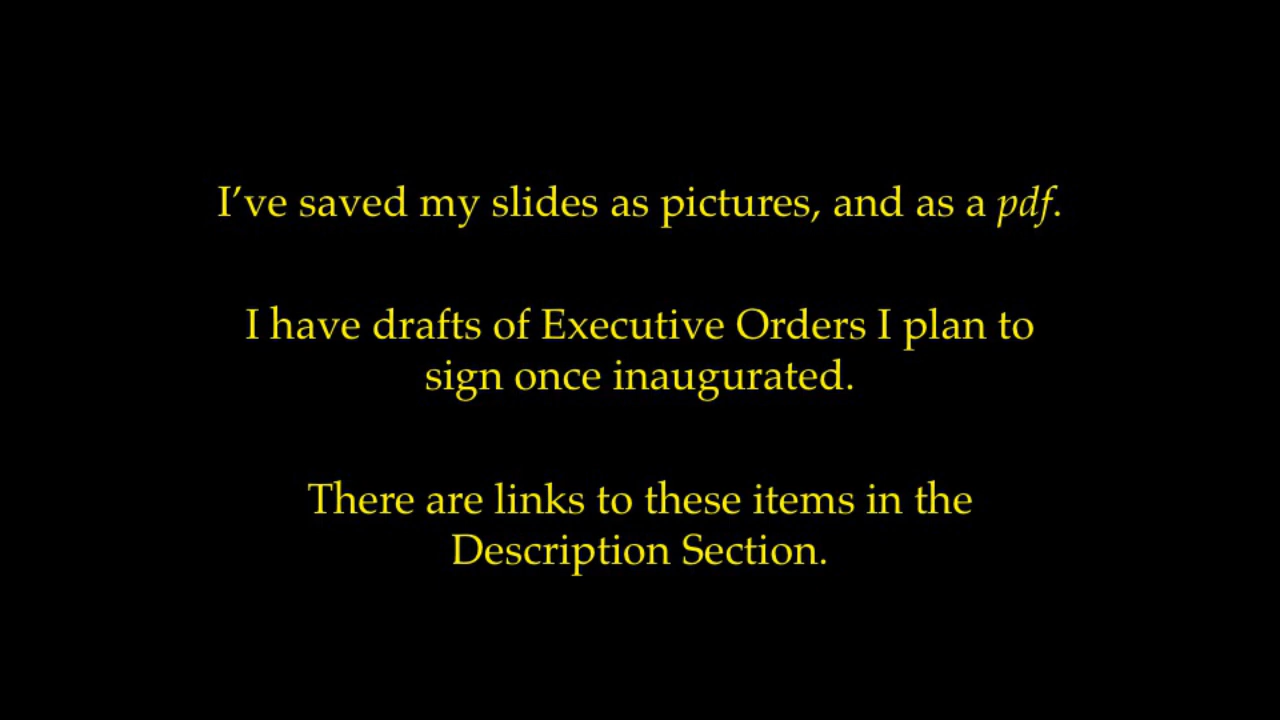 I’ve saved my slides as pictures, and as a pdf.
I have drafts of Executive Orders I plan to
sign once inaugurated.
There are links to these items in the
Description Section.